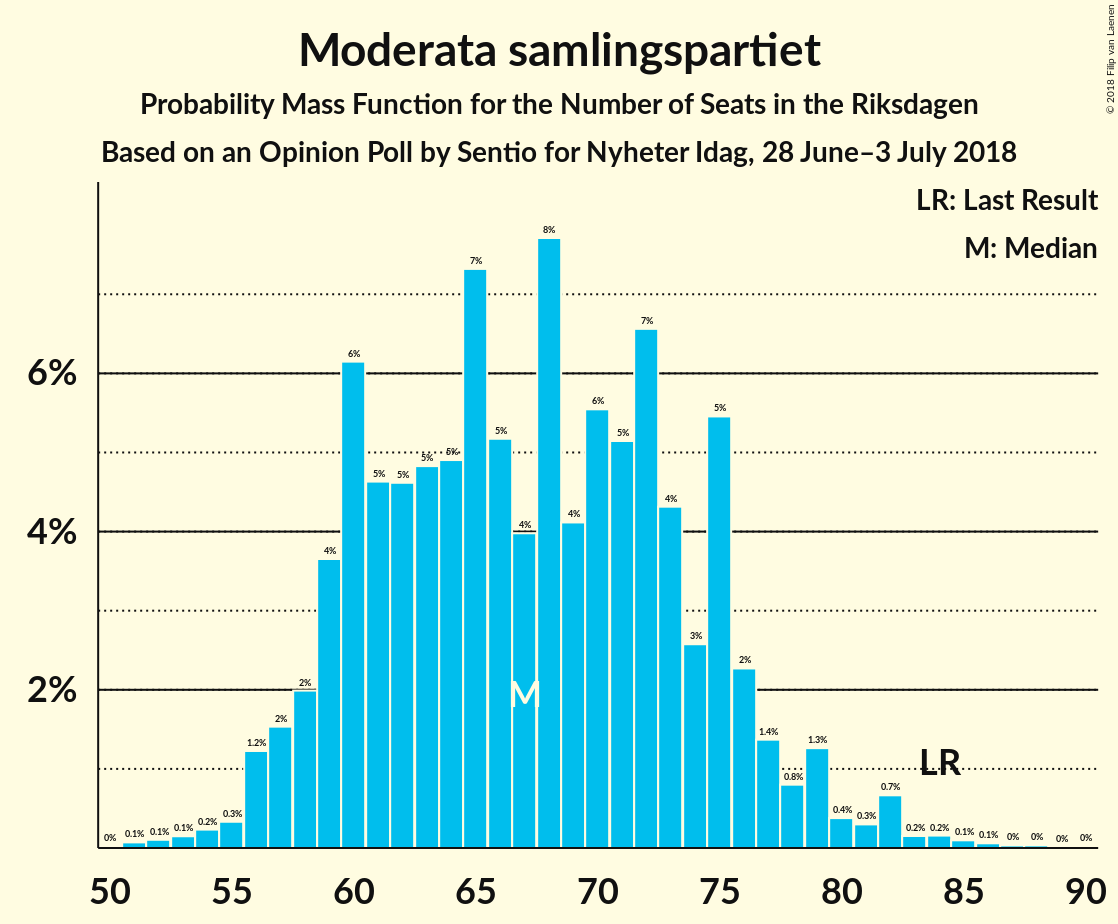 Moderata samlingspartiet
Probability Mass Function for the Number of Seats in the Riksdagen
Based on an Opinion Poll by Sentio for Nyheter Idag, 28 June–3 July 2018
© 2018 Filip van Laenen
LR: Last Result
M: Median
6%
4%
2%
0% 0.1% 0.1% 0.1% 0.2% 0.3% 1.2% 2% 2% 4% 6% 5% 5% 5% 5% 7% 5% 4% 8% 4% 6% 5% 7% 4% 3% 5% 2% 1.4% 0.8% 1.3% 0.4% 0.3% 0.7% 0.2% 0.2% 0.1% 0.1% 0% 0% 0% 0%
M
LR
50 55 60 65 70 75 80 85 90